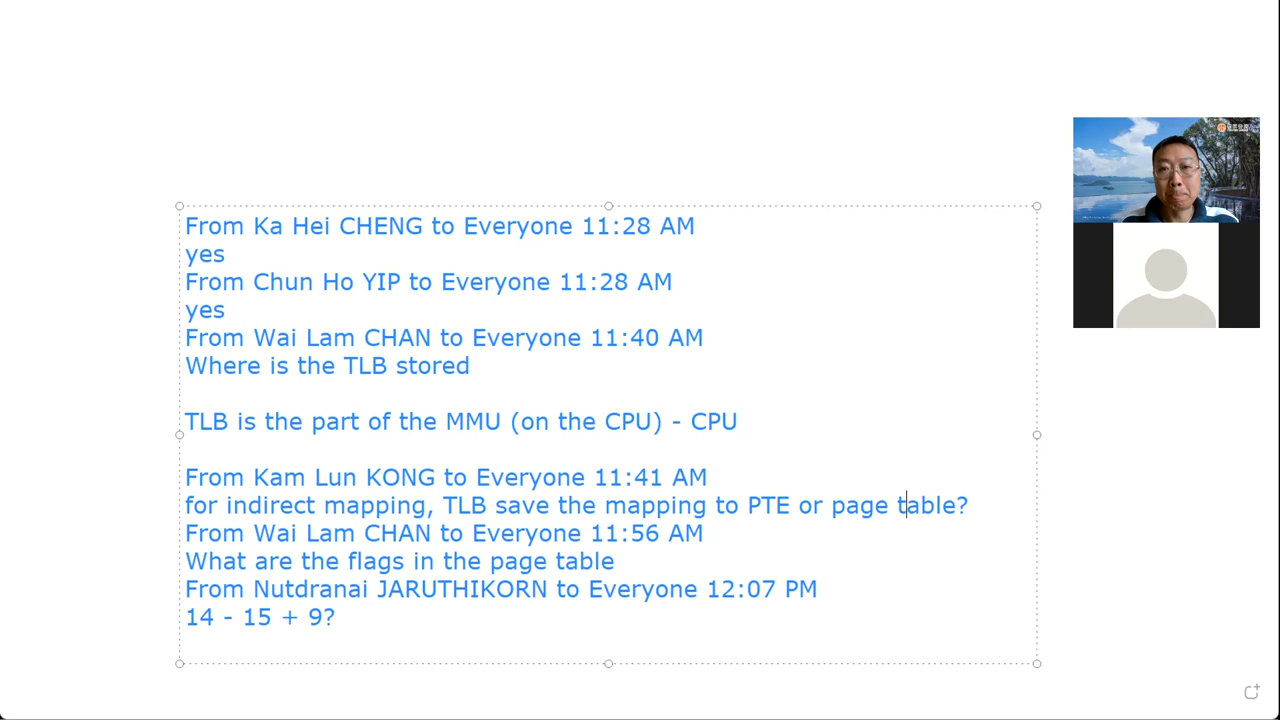 From Ka Hei CHENG to Everyone 11:28 AM
yes
From Chun Ho YIP to Everyone 11:28 AM
yes
From Wai Lam CHAN to Everyone 11:40 AM
Where is the TLB stored
TLB is the part of the MMU (on the CPU) - CPU
From Kam Lun KONG to Everyone 11:41 AM
for indirect mapping, TLB save the mapping to PTE or page table?
From Wai Lam CHAN to Everyone 11:56 AM
What are the flags in the page table
From Nutdranai JARUTHIKORN to Everyone 12:07 PM
14 - 15 + 9?